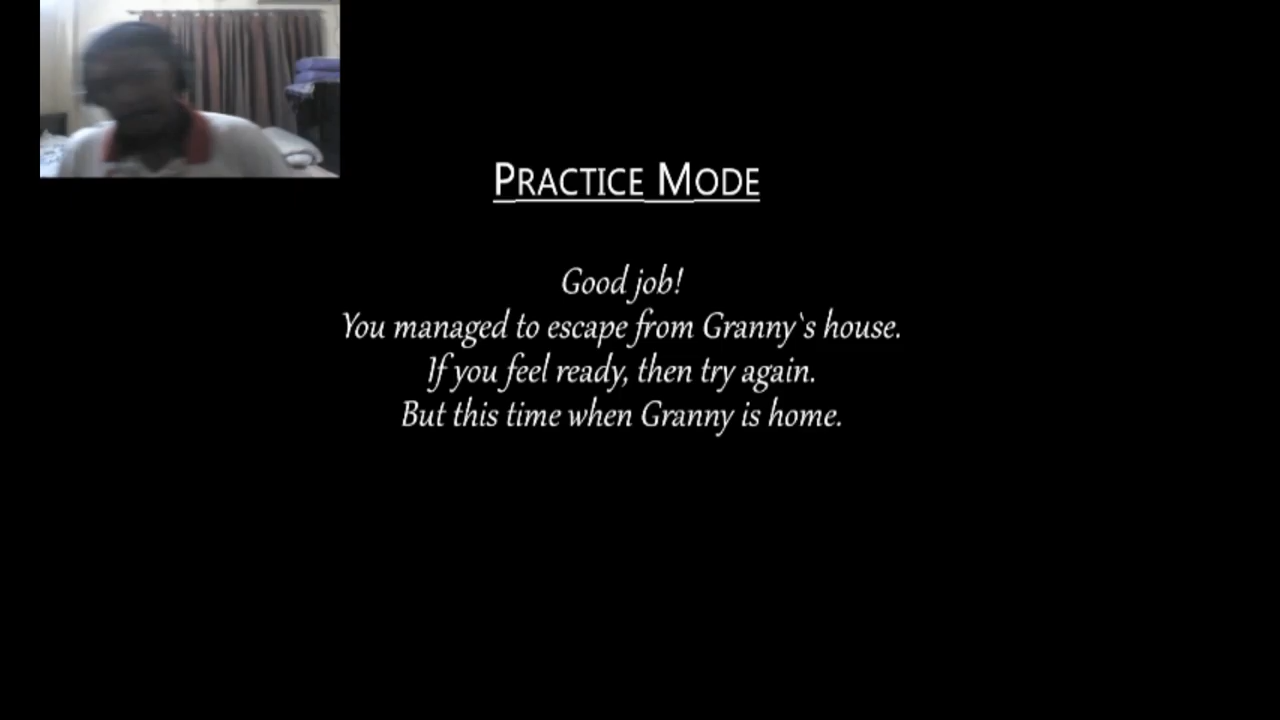 PRACTICE MODE
Good job!
You managed to escape from Granny`s house.
If you feel ready, then try again.
But this time when Granny is home.